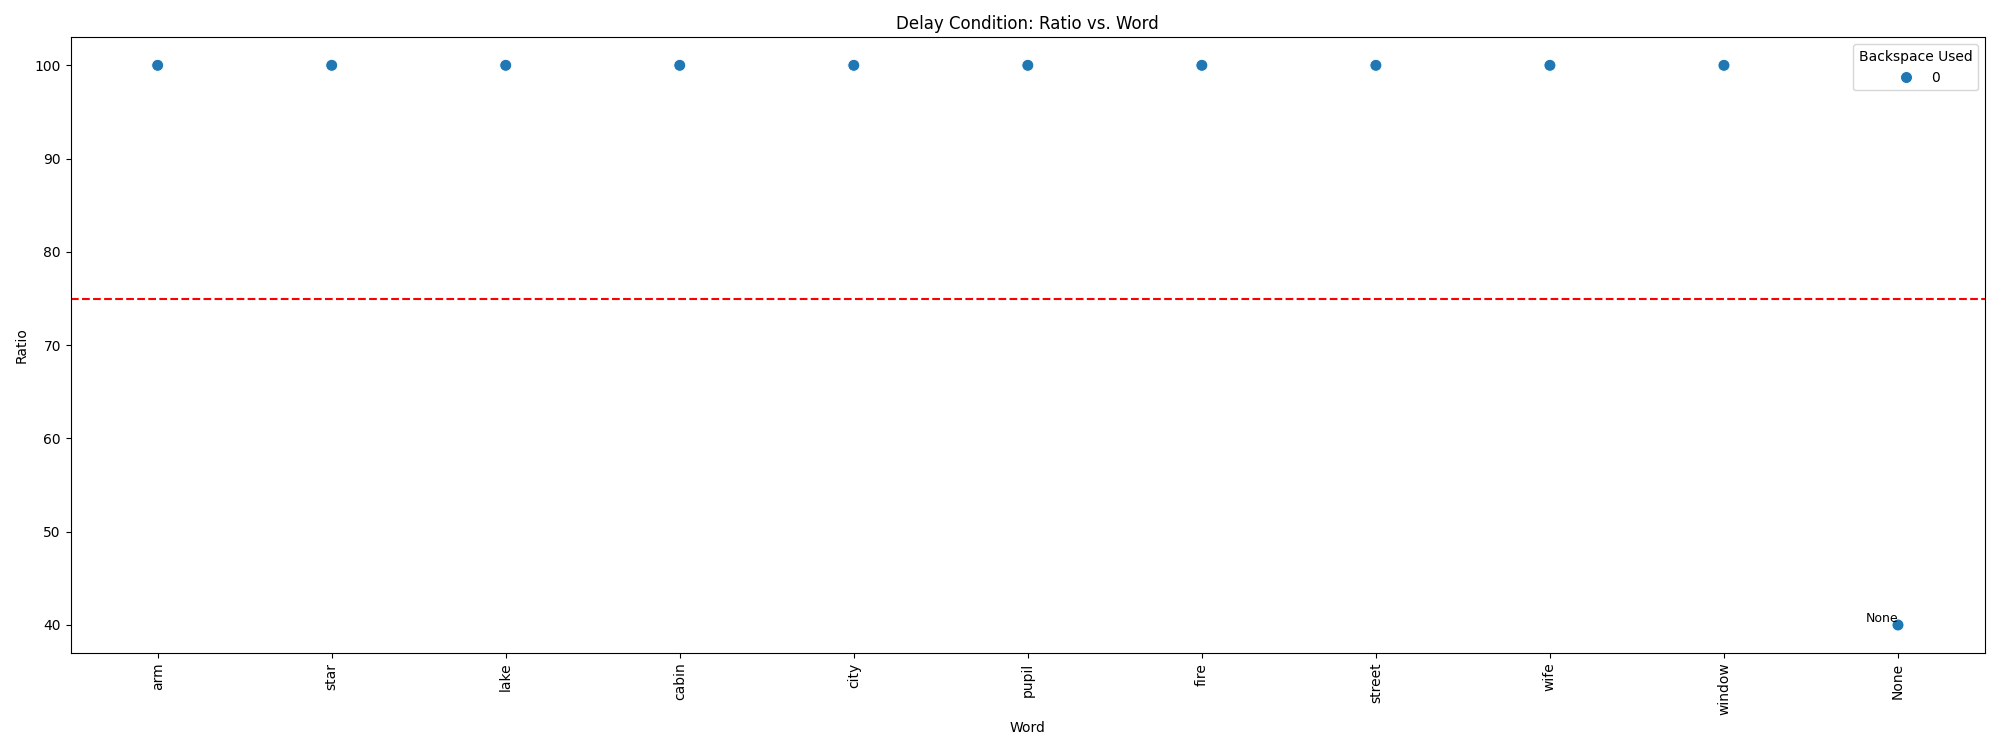 Delay Condition: Ratio vs. Word
Backspace Used
0
100
90
80
70
60
50
40
Ratio
None
arm
star
lake
cabin
city
pupil
fire
street
wife
window
None
Word